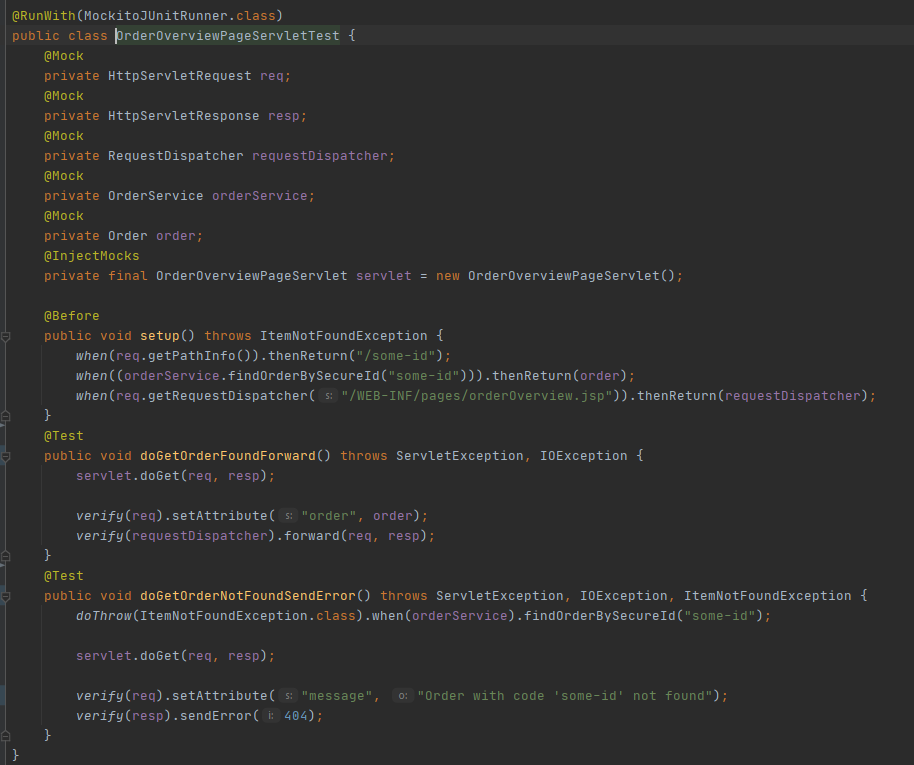 @RunWith(MockitoJUnitRunner.class)
public class OrderOverviewPageServletTest {
    @Mock
    private HttpServletRequest req;
    @Mock
    private HttpServletResponse resp;
    @Mock
    private RequestDispatcher requestDispatcher;
    @Mock
    private OrderService orderService;
    @Mock
    private Order order;
    @InjectMocks
    private final OrderOverviewPageServlet servlet = new OrderOverviewPageServlet();

    @Before
    public void setup() throws ItemNotFoundException {
        when(req.getPathInfo()).thenReturn("/some-id");
        when((orderService.findOrderBySecureId("some-id"))).thenReturn(order);
        when(req.getRequestDispatcher( s: "/WEB-INF/pages/orderOverview.jsp")).thenReturn(requestDispatcher);
    }
    @Test
    public void doGetOrderFoundForward() throws ServletException, IOException {
        servlet.doGet(req, resp);

        verify(req).setAttribute( s: "order", order);
        verify(requestDispatcher).forward(req, resp);
    }
    @Test
    public void doGetOrderNotFoundSendError() throws ServletException, IOException, ItemNotFoundException {
        doThrow(ItemNotFoundException.class).when(orderService).findOrderBySecureId("some-id");

        servlet.doGet(req, resp);

        verify(req).setAttribute( s: "message", o: "Order with code 'some-id' not found");
        verify(resp).sendError( i: 404);
    }
}